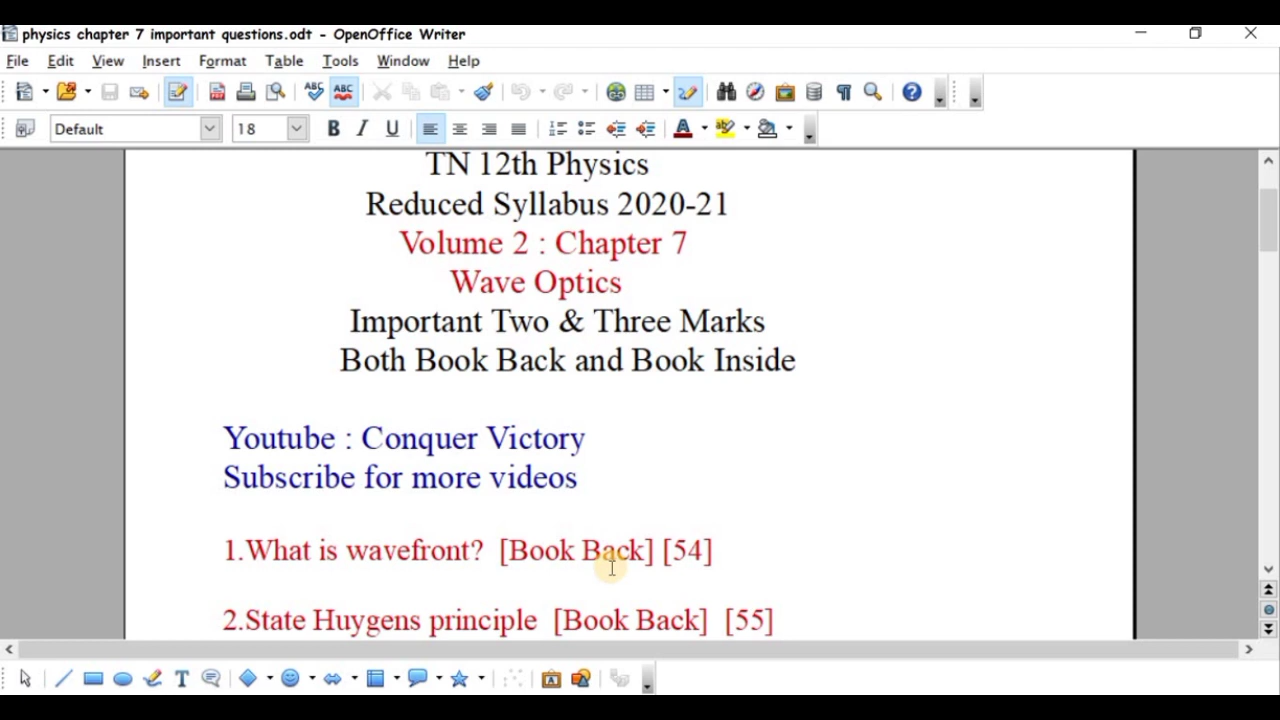 physics chapter 7 important questions.odt - OpenOffice Writer
File Edit View Insert Format Table Tools Window Help
ABC ABC
Default 18 B I U A ab
TN 12th Physics
Reduced Syllabus 2020-21
Volume 2 : Chapter 7
Wave Optics
Important Two & Three Marks
Both Book Back and Book Inside
Youtube : Conquer Victory
Subscribe for more videos
1.What is wavefront? [Book Back] [54]
2.State Huygens principle [Book Back] [55]
T A